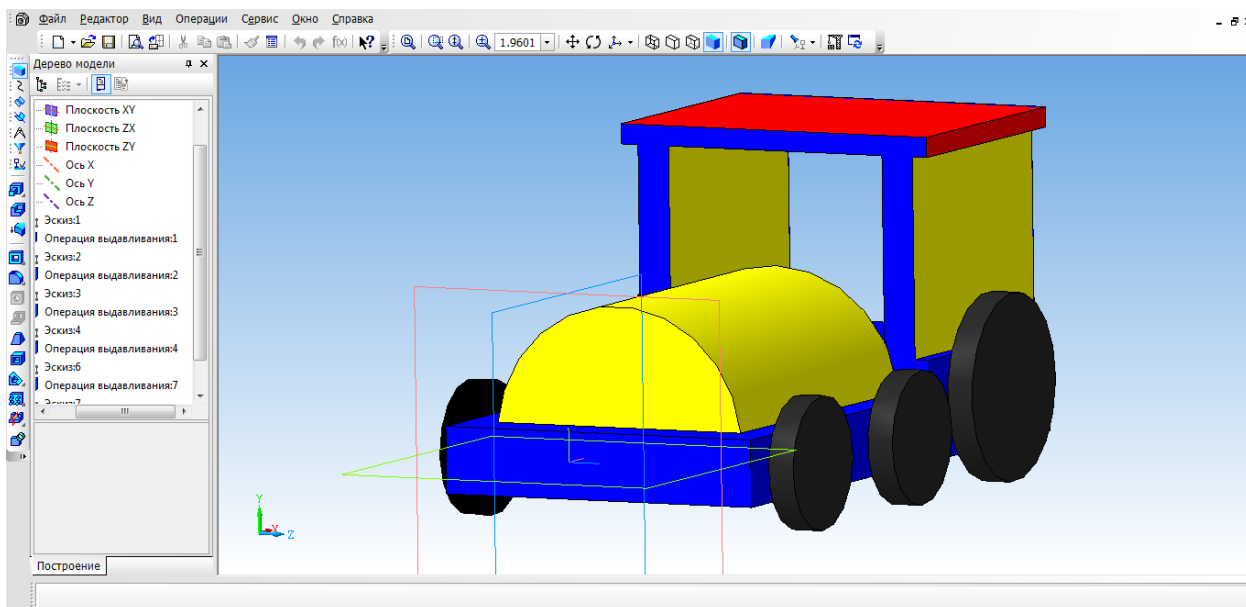 Файл Редактор Вид Операции Сервис Окно Справка
f(x) 1.9601
Дерево модели
Плоскость XY
Плоскость ZX
Плоскость ZY
Ось X
Ось Y
Ось Z
Эскиз:1
Операция выдавливания:1
Эскиз:2
Операция выдавливания:2
Эскиз:3
Операция выдавливания:3
Эскиз:4
Операция выдавливания:4
Эскиз:6
Операция выдавливания:7
Эскиз:7
Y
X Z
Построение